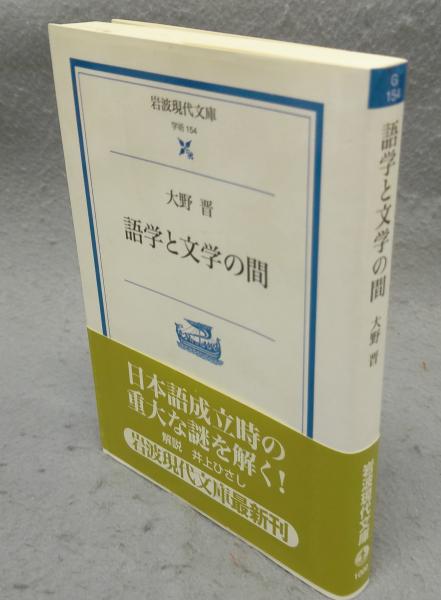 岩波現代文庫
学術 154
大野 晋
語学と文学の間
日本語成立時の
重大な謎を解く!
解説 井上ひさし
岩波現代文庫最新刊
G
154
語学と文学の間
大野 晋
岩波現代文庫